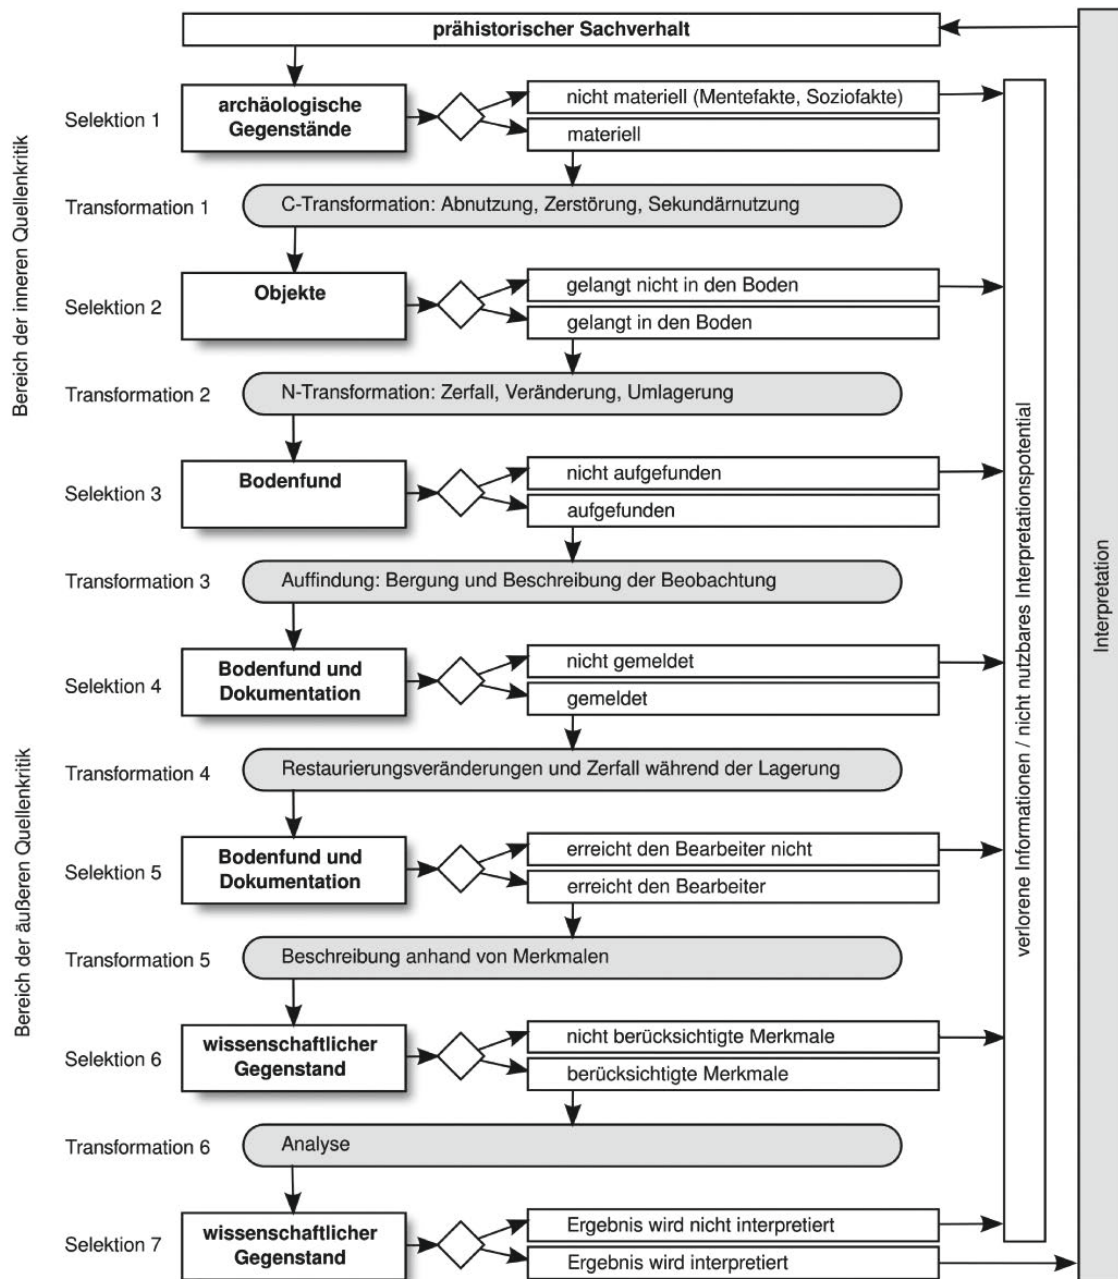 prähistorischer Sachverhalt
Selektion 1
archäologische
Gegenstände
nicht materiell (Mentefakte, Soziofakte)
materiell
Transformation 1
C-Transformation: Abnutzung, Zerstörung, Sekundärnutzung
Selektion 2
Objekte
gelangt nicht in den Boden
gelangt in den Boden
Transformation 2
N-Transformation: Zerfall, Veränderung, Umlagerung
Selektion 3
Bodenfund
nicht aufgefunden
aufgefunden
Transformation 3
Auffindung: Bergung und Beschreibung der Beobachtung
Selektion 4
Bodenfund und
Dokumentation
nicht gemeldet
gemeldet
Transformation 4
Restaurierungsveränderungen und Zerfall während der Lagerung
Selektion 5
Bodenfund und
Dokumentation
erreicht den Bearbeiter nicht
erreicht den Bearbeiter
Transformation 5
Beschreibung anhand von Merkmalen
Selektion 6
wissenschaftlicher
Gegenstand
nicht berücksichtigte Merkmale
berücksichtigte Merkmale
Transformation 6
Analyse
Selektion 7
wissenschaftlicher
Gegenstand
Ergebnis wird nicht interpretiert
Ergebnis wird interpretiert
Bereich der inneren Quellenkritik
Bereich der äußeren Quellenkritik
verlorene Informationen / nicht nutzbares Interpretationspotential
Interpretation